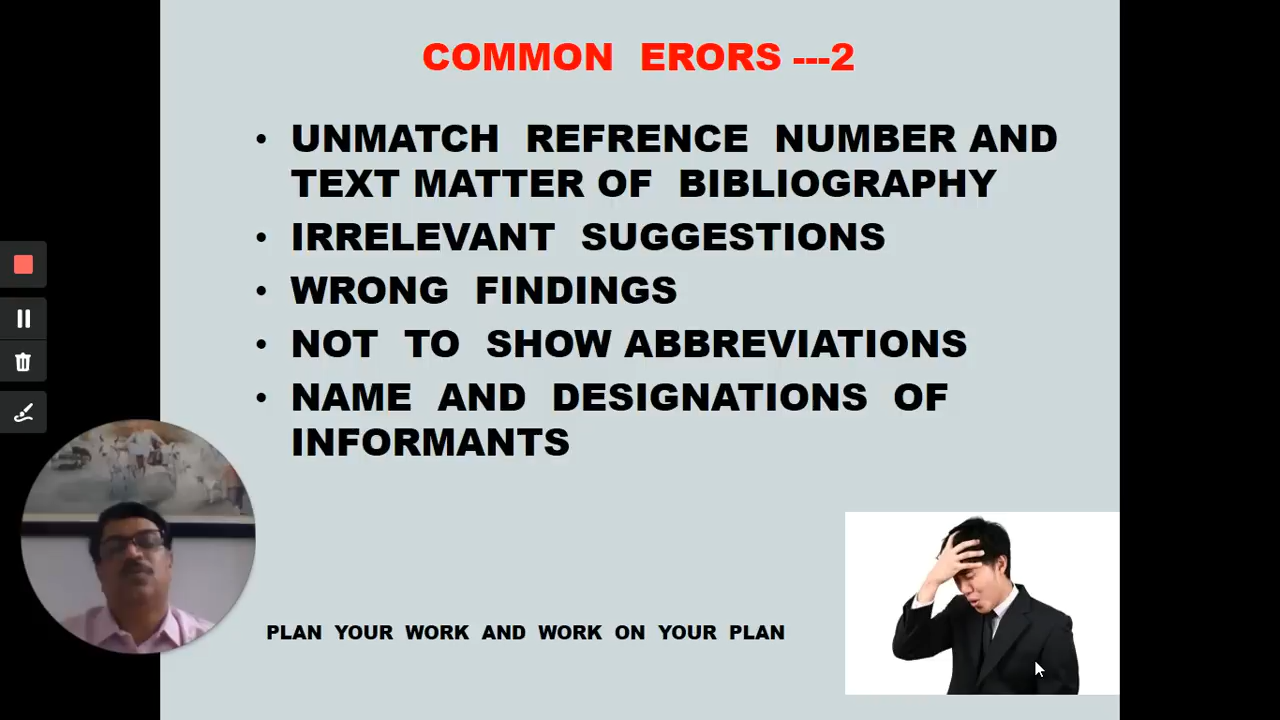 COMMON ERORS ---2
• UNMATCH REFRENCE NUMBER AND
TEXT MATTER OF BIBLIOGRAPHY
• IRRELEVANT SUGGESTIONS
• WRONG FINDINGS
• NOT TO SHOW ABBREVIATIONS
• NAME AND DESIGNATIONS OF
INFORMANTS
PLAN YOUR WORK AND WORK ON YOUR PLAN